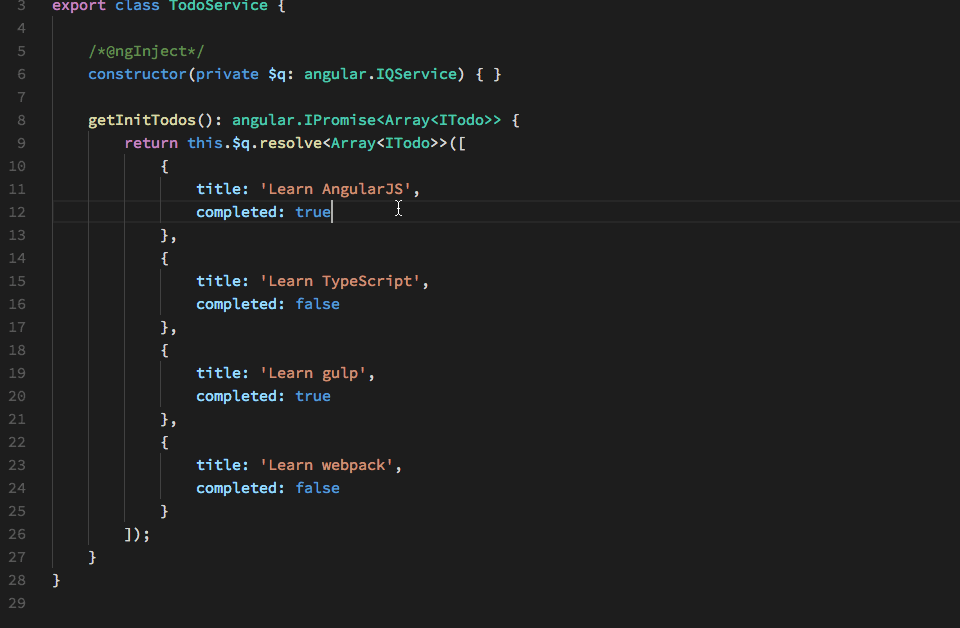 3 export class TodoService {
4
5 /*@ngInject*/
6 constructor(private $q: angular.IQService) { }
7
8 getInitTodos(): angular.IPromise<Array<ITodo>> {
9 return this.$q.resolve<Array<ITodo>>([
10 {
11 title: 'Learn AngularJS',
12 completed: true
13 },
14 {
15 title: 'Learn TypeScript',
16 completed: false
17 },
18 {
19 title: 'Learn gulp',
20 completed: true
21 },
22 {
23 title: 'Learn webpack',
24 completed: false
25 }
26 ]);
27 }
28 }
29